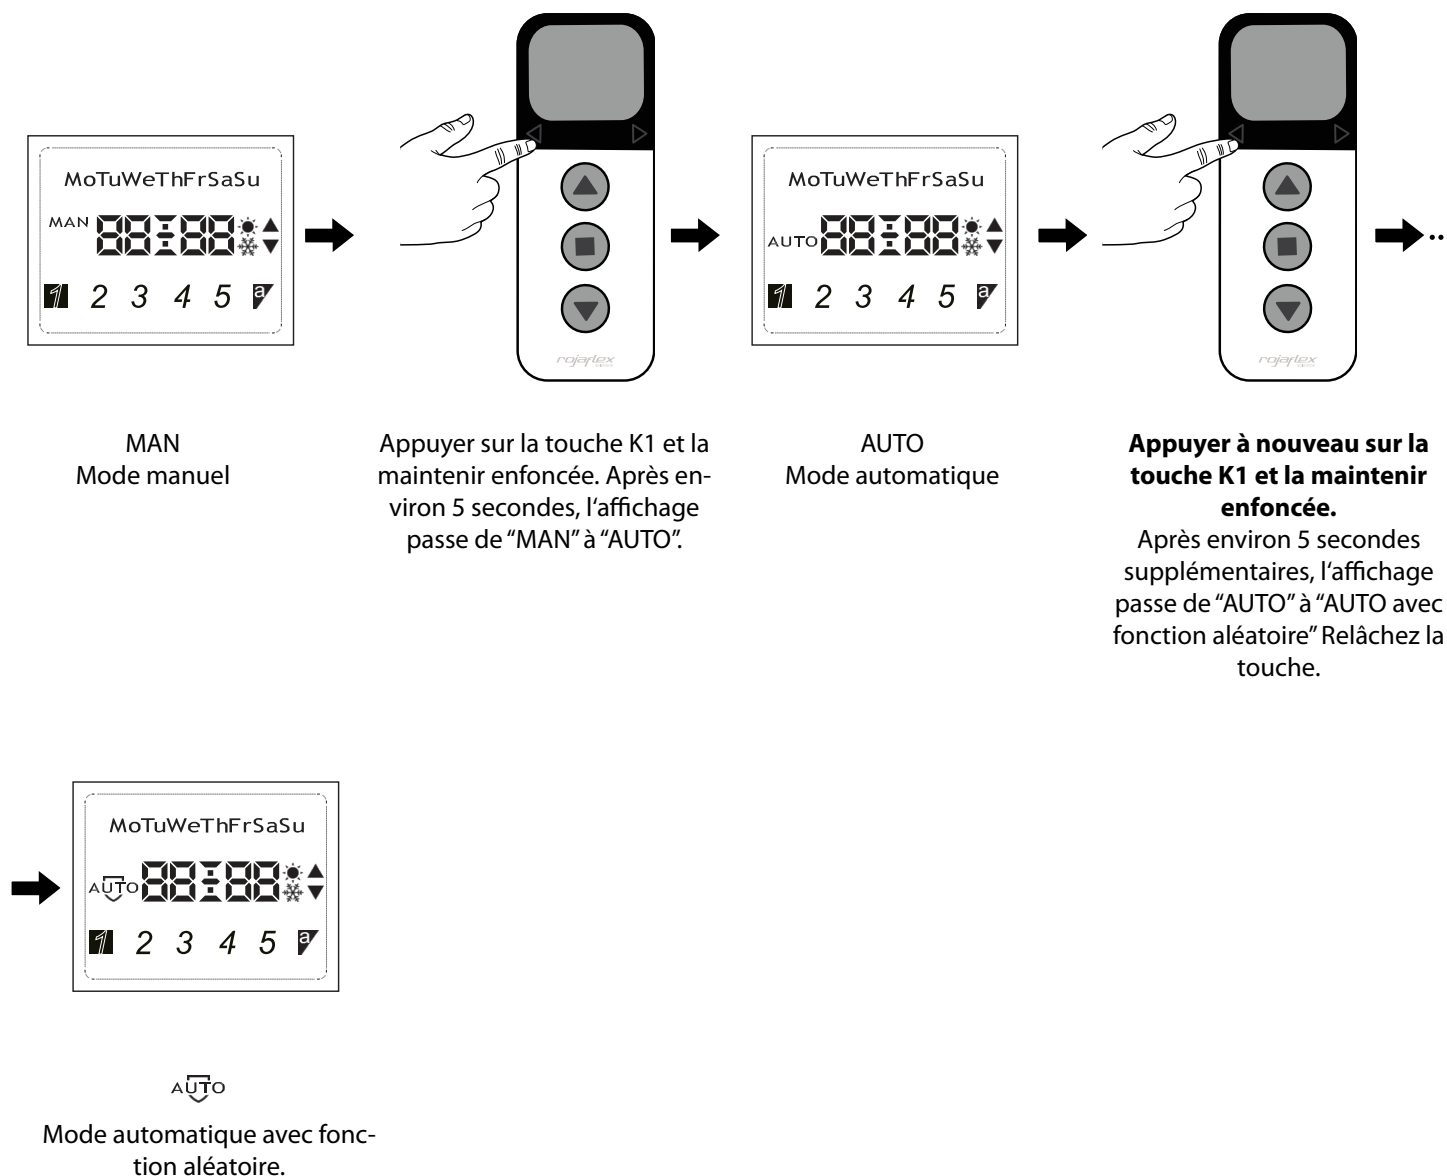 MoTuWeThFrSaSu
MAN 88:88
1 2 3 4 5 a
rojaflex
MoTuWeThFrSaSu
AUTO 88:88
1 2 3 4 5 a
rojaflex
..
MAN
Mode manuel
Appuyer sur la touche K1 et la
maintenir enfoncée. Après en-
viron 5 secondes, l‘affichage
passe de “MAN” à “AUTO”.
AUTO
Mode automatique
Appuyer à nouveau sur la
touche K1 et la maintenir
enfoncée.
Après environ 5 secondes
supplémentaires, l‘affichage
passe de “AUTO” à “AUTO avec
fonction aléatoire” Relâchez la
touche.
MoTuWeThFrSaSu
AUTO 88:88
1 2 3 4 5 a
AUTO
Mode automatique avec fonc-
tion aléatoire.